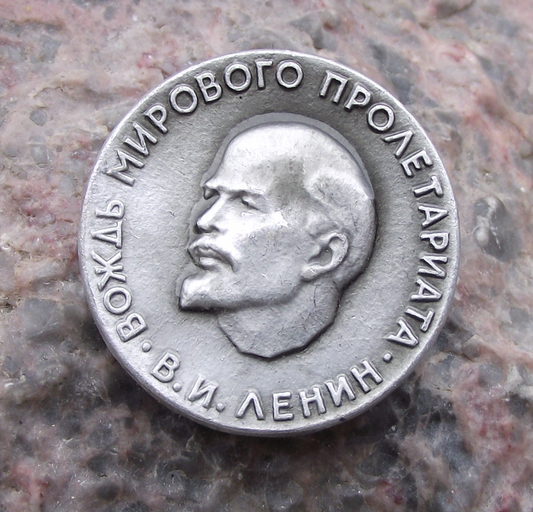 ВОЖДЬ МИРОВОГО ПРОЛЕТАРИАТА
В.И. ЛЕНИН